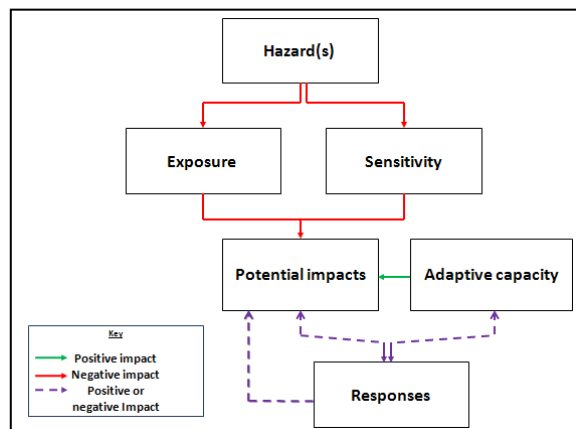 Hazard(s)
Exposure
Sensitivity
Potential impacts
Adaptive capacity
Responses
Key
Positive impact
Negative impact
Positive or
negative Impact